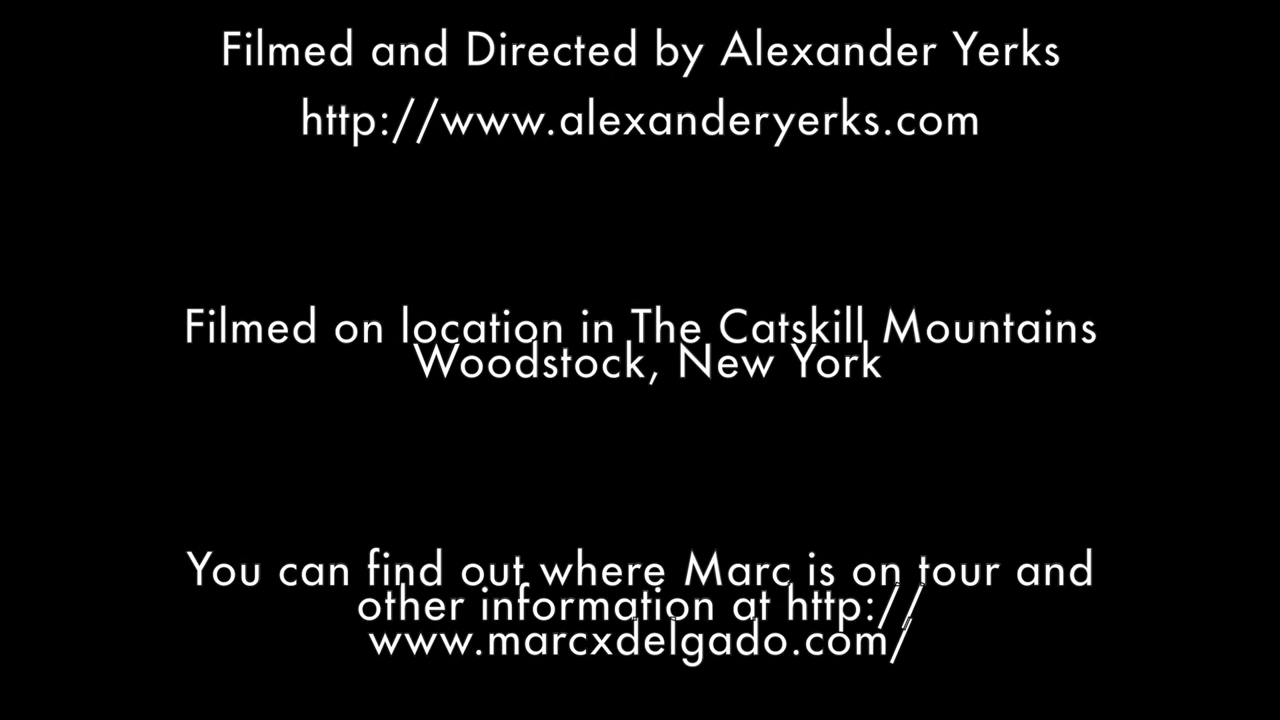 Filmed and Directed by Alexander Yerks
http://www.alexanderyerks.com
Filmed on location in The Catskill Mountains
Woodstock, New York
You can find out where Marc is on tour and
other information at http://
www.marcxdelgado.com/